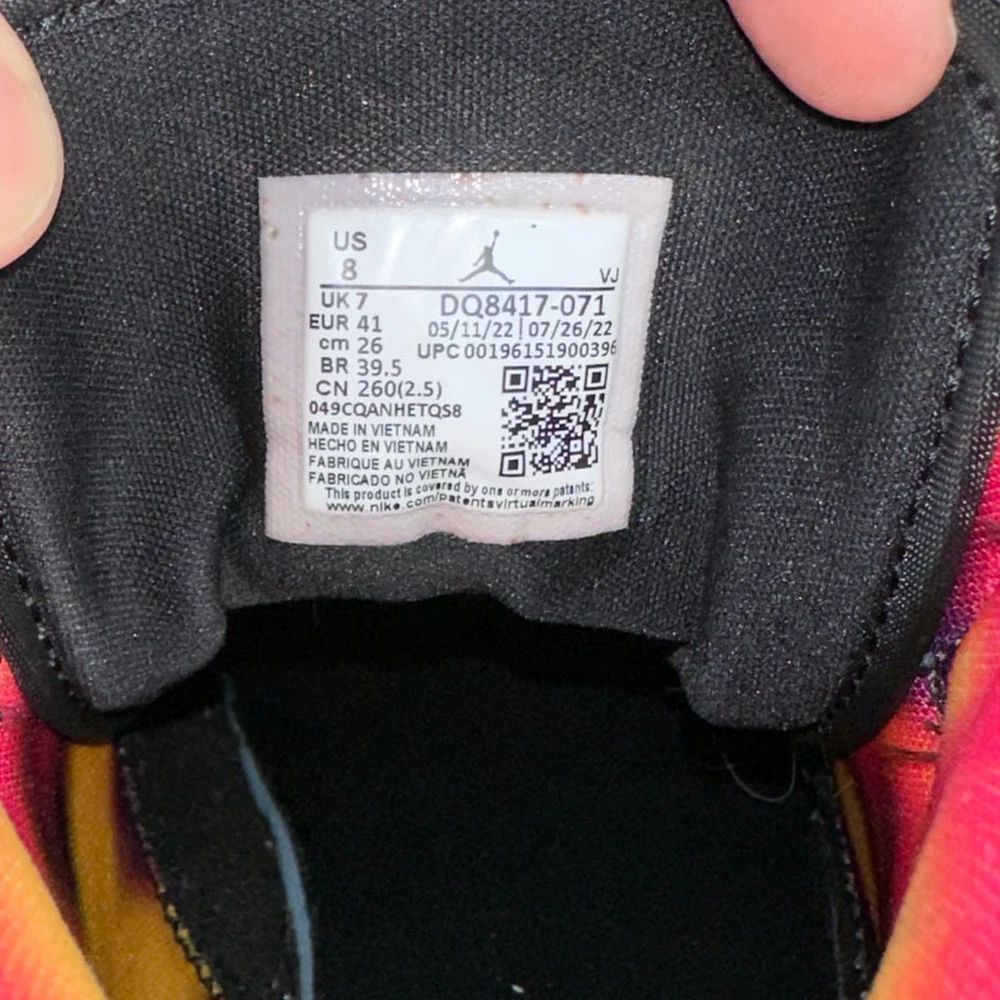 US
8
VJ
UK 7
DQ8417-071
EUR 41
05/11/22 | 07/26/22
cm 26
UPC 00196151900396
BR 39.5
CN 260(2.5)
049CQANHETQS8
MADE IN VIETNAM
HECHO EN VIETNAM
FABRIQUE AU VIETNAM
FABRICADO NO VIETNÃ
This product is covered by one or more patents:
www.nike.com/patentsvirtualmarking